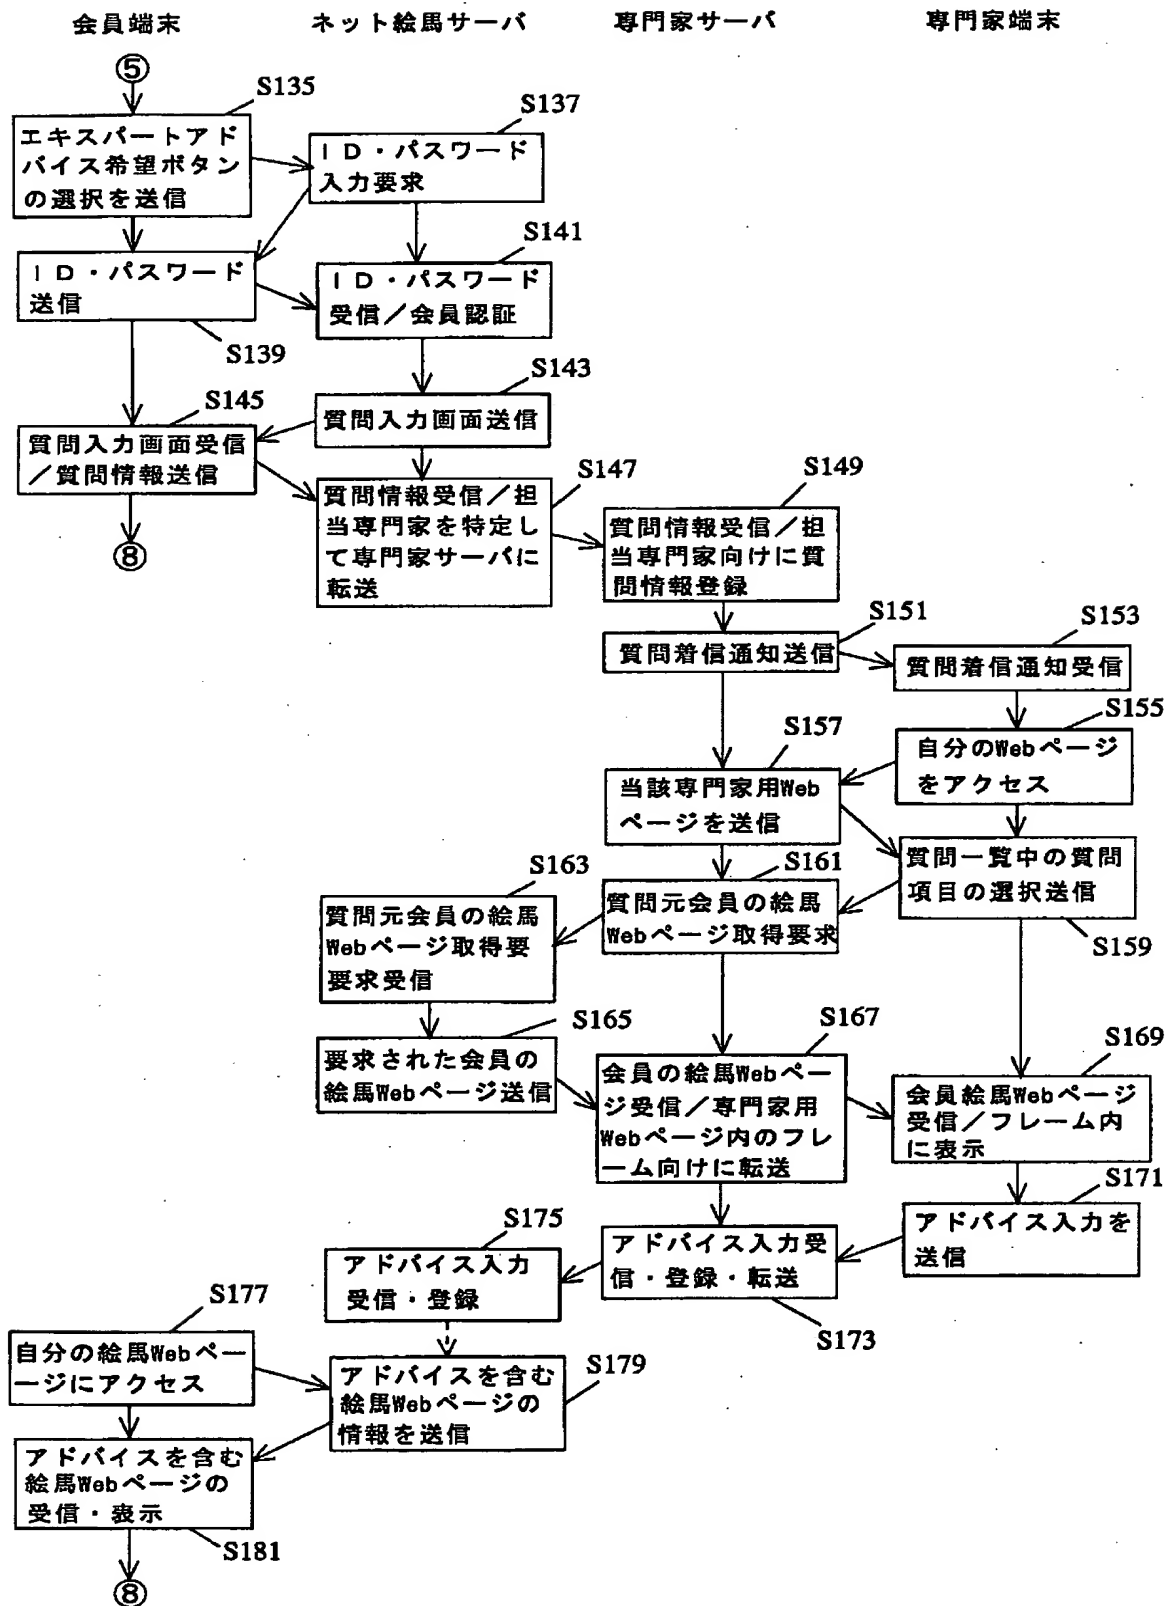 会員端末
ネット絵馬サーバ
専門家サーバ
専門家端末
⑤
S135
エキスパートアド
バイス希望ボタン
の選択を送信
S137
ID・パスワード
入力要求
ID・パスワード
送信
S139
S141
ID・パスワード
受信/会員認証
S143
質問入力画面送信
S145
質問入力画面受信
/質問情報送信
⑧
S147
質問情報受信/担
当専門家を特定し
て専門家サーバに
転送
S149
質問情報受信/担
当専門家向けに質
問情報登録
S151
質問着信通知送信
S153
質問着信通知受信
S155
自分のWebページ
をアクセス
S157
当該専門家用Web
ページを送信
質問一覧中の質問
項目の選択送信
S159
S161
質問元会員の絵馬
Webページ取得要求
S163
質問元会員の絵馬
Webページ取得要
要求受信
S165
要求された会員の
絵馬Webページ送信
S167
会員の絵馬Webペー
ジ受信/専門家用
Webページ内のフレ
ーム向けに転送
S169
会員絵馬Webページ
受信/フレーム内
に表示
S171
アドバイス入力を
送信
アドバイス入力受
信・登録・転送
S173
S175
アドバイス入力
受信・登録
S177
自分の絵馬Webペー
ージにアクセス
S179
アドバイスを含む
絵馬Webページの
情報を送信
アドバイスを含む
絵馬Webページの
受信・表示
S181
⑧